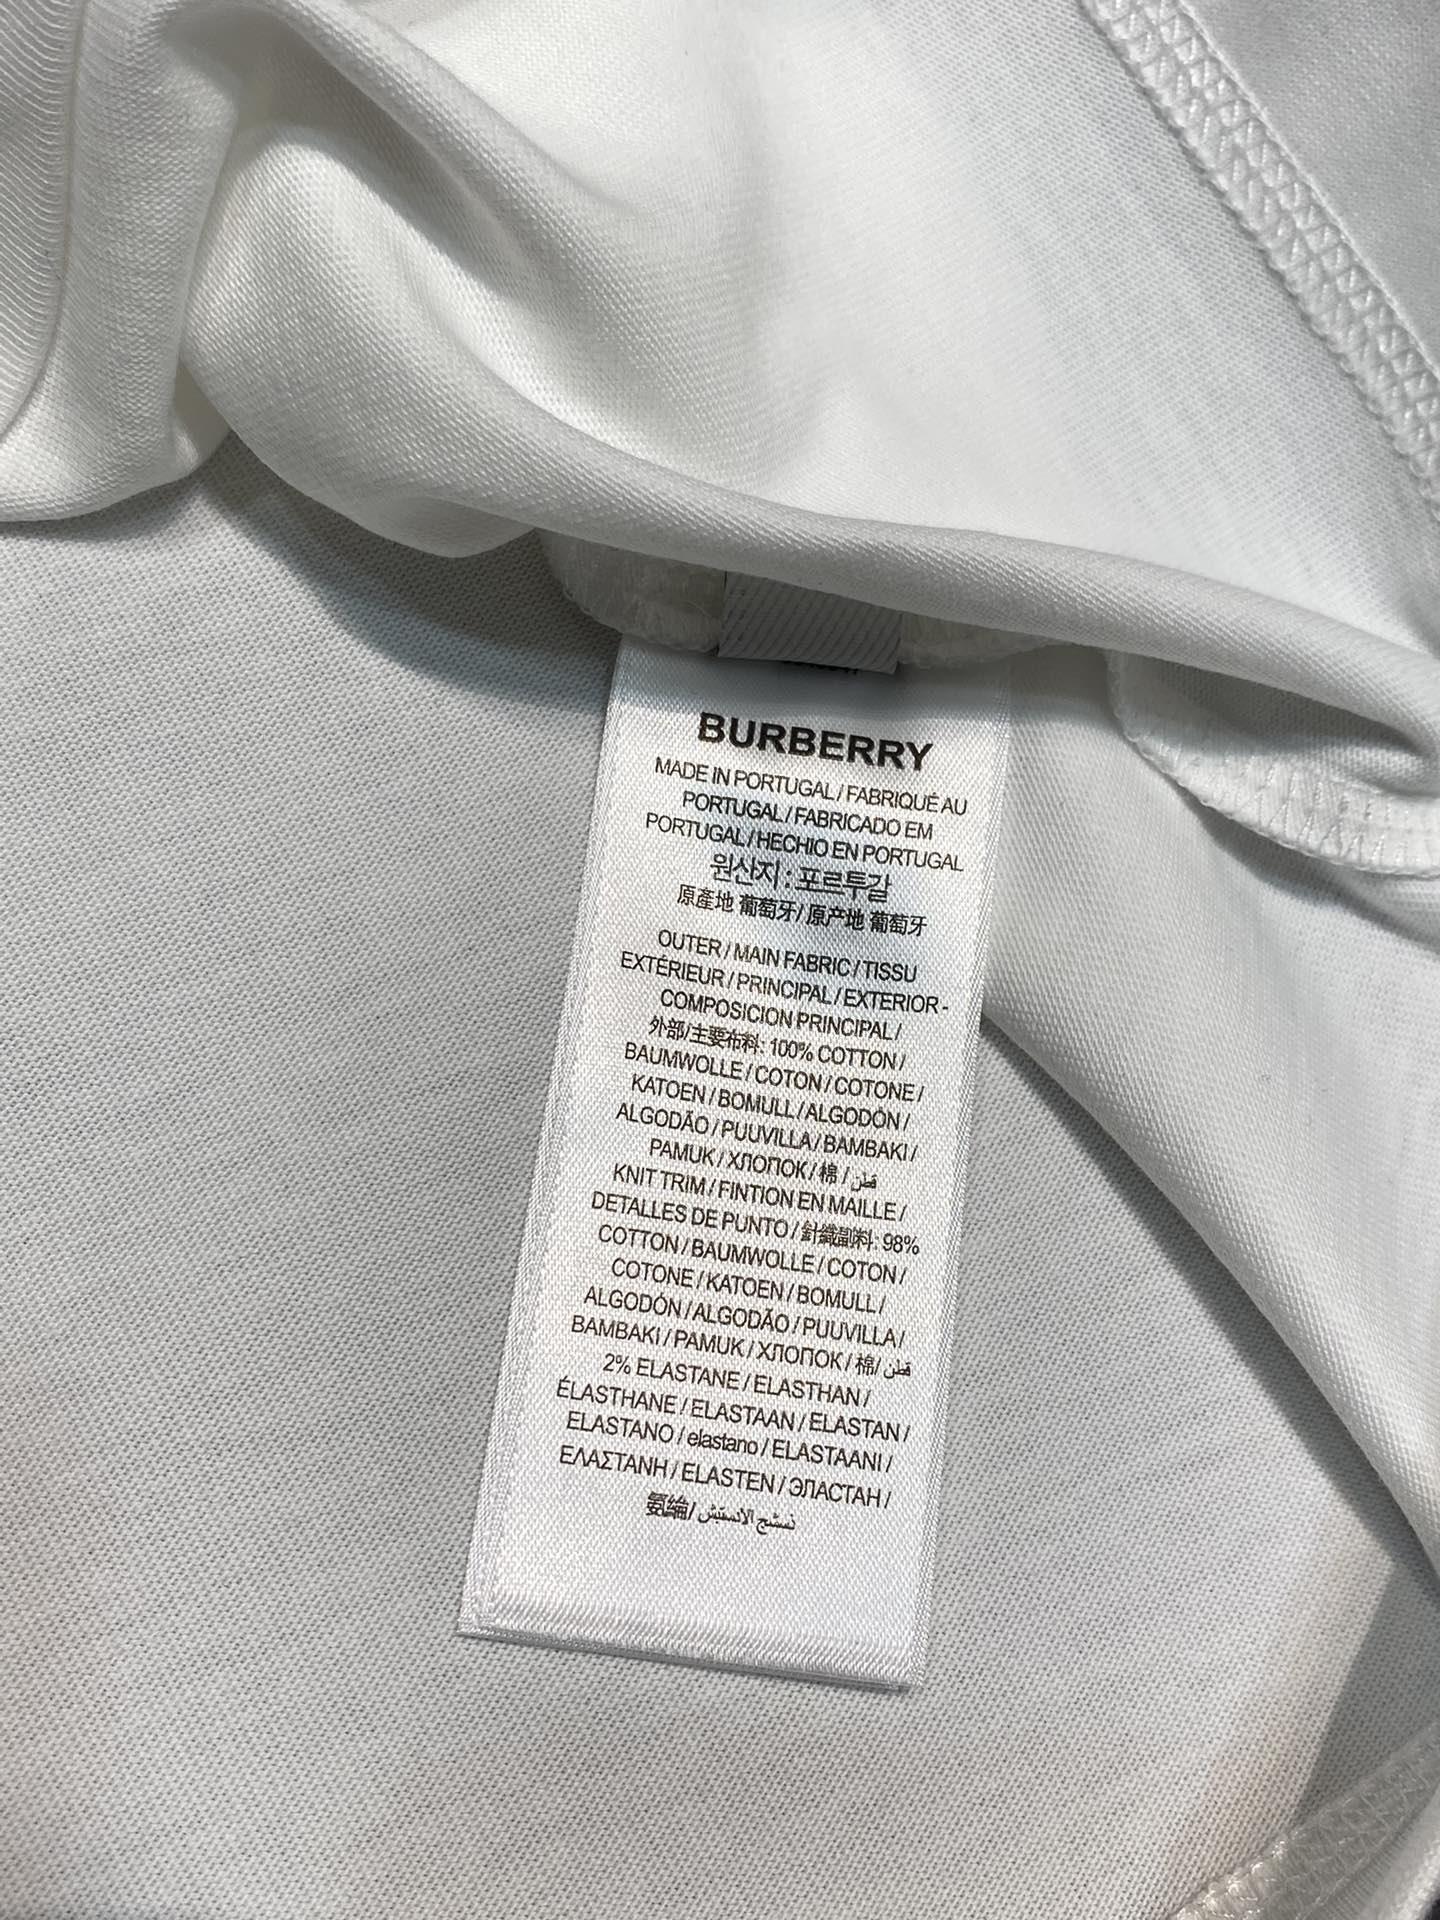 BURBERRY
MADE IN PORTUGAL / FABRIQUÉ AU
PORTUGAL / FABRICADO EM
PORTUGAL / HECHIO EN PORTUGAL
원산지 : 포르투갈
原產地 葡萄牙/ 原产地 葡萄牙
OUTER / MAIN FABRIC / TISSU
EXTÉRIEUR / PRINCIPAL / EXTERIOR -
COMPOSICION PRINCIPAL /
外部/主要布料: 100% COTTON /
BAUMWOLLE / COTON / COTONE /
KATOEN / BOMULL / ALGODÓN /
ALGODÃO / PUUVILLA / BAMBAKI /
PAMUK / ХЛОПОК / 棉 / قطن
KNIT TRIM / FINTION EN MAILLE /
DETALLES DE PUNTO / 針織副料: 98%
COTTON / BAUMWOLLE / COTON /
COTONE / KATOEN / BOMULL /
ALGODÓN / ALGODÃO / PUUVILLA /
BAMBAKI / PAMUK / ХЛОПОК / 棉/ قطن
2% ELASTANE / ELASTHAN /
ÉLASTHANE / ELASTAAN / ELASTAN /
ELASTANO / elastano / ELASTAANI /
ΕΛΑΣΤΑΝΗ / ELASTEN / ЭЛАСТАН /
氨綸/